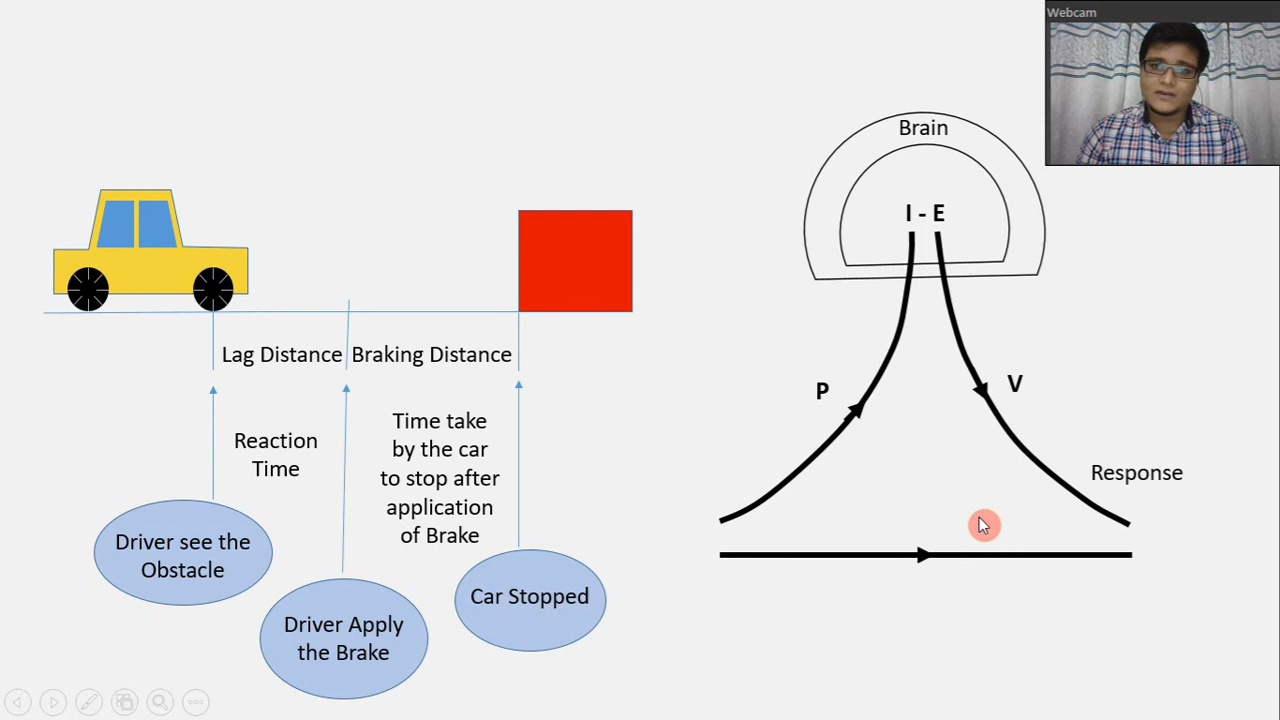 Webcam
Brain
I - E
Lag Distance
Braking Distance
P
V
Reaction
Time
Time take
by the car
to stop after
application
of Brake
Response
Driver see the
Obstacle
Driver Apply
the Brake
Car Stopped